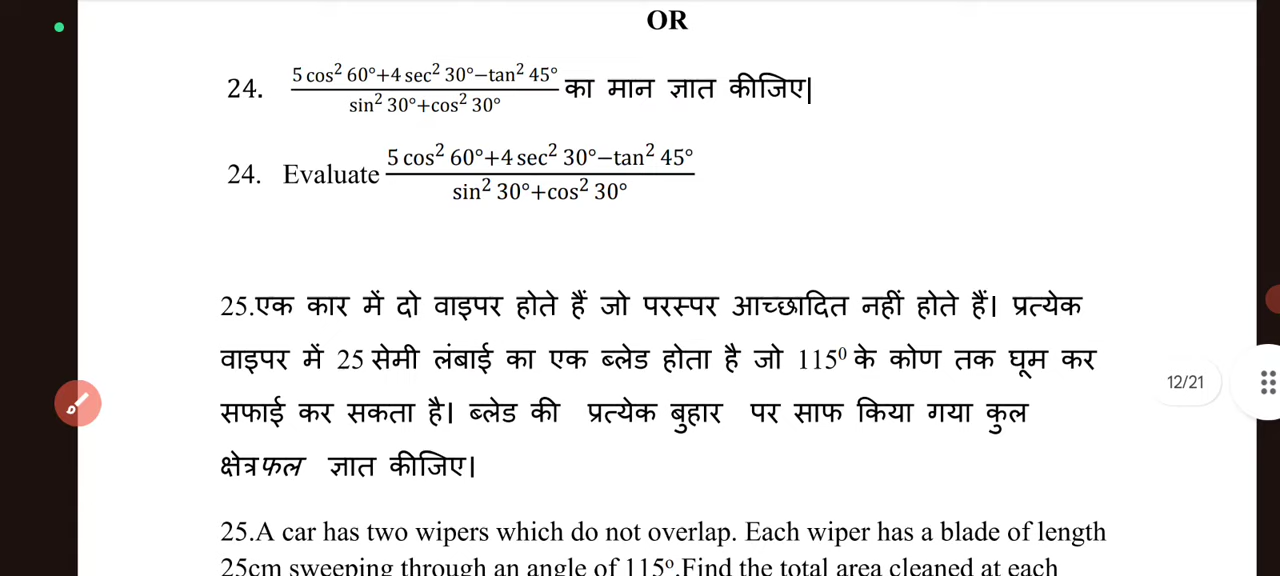 OR
24. (5 cos² 60°+4 sec² 30°−tan² 45°)/(sin² 30°+cos² 30°) का मान ज्ञात कीजिए|
24. Evaluate (5 cos² 60°+4 sec² 30°−tan² 45°)/(sin² 30°+cos² 30°)
25.एक कार में दो वाइपर होते हैं जो परस्पर आच्छादित नहीं होते हैं। प्रत्येक
वाइपर में 25 सेमी लंबाई का एक ब्लेड होता है जो 115⁰ के कोण तक घूम कर
12/21
सफाई कर सकता है। ब्लेड की प्रत्येक बुहार पर साफ किया गया कुल
क्षेत्रफल ज्ञात कीजिए।
25.A car has two wipers which do not overlap. Each wiper has a blade of length
25cm sweeping through an angle of 115º.Find the total area cleaned at each